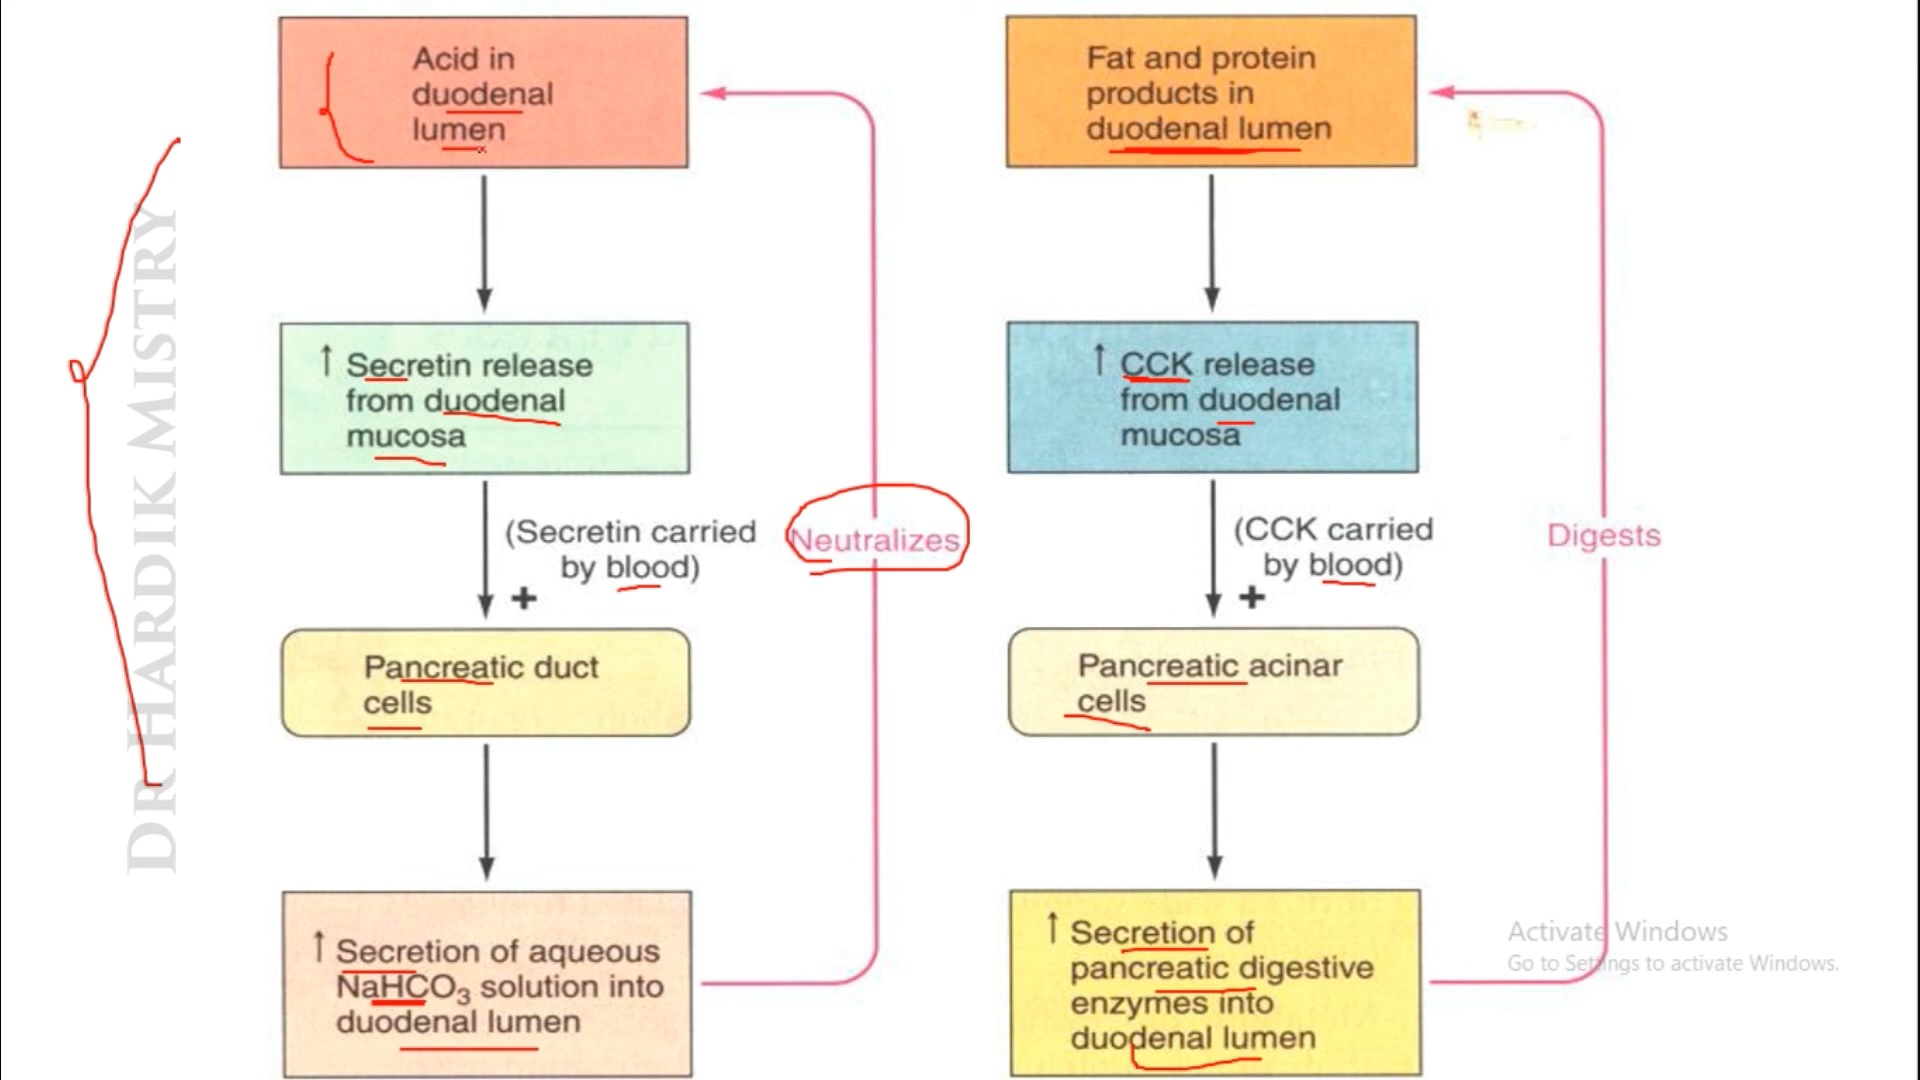 Acid in
duodenal
lumen
↑ Secretin release
from duodenal
mucosa
(Secretin carried
by blood)
+
Neutralizes
Pancreatic duct
cells
↑ Secretion of aqueous
NaHCO₃ solution into
duodenal lumen
Fat and protein
products in
duodenal lumen
↑ CCK release
from duodenal
mucosa
(CCK carried
by blood)
+
Digests
Pancreatic acinar
cells
↑ Secretion of
pancreatic digestive
enzymes into
duodenal lumen
DR HARDIK MISTRY
Activate Windows
Go to Settings to activate Windows.